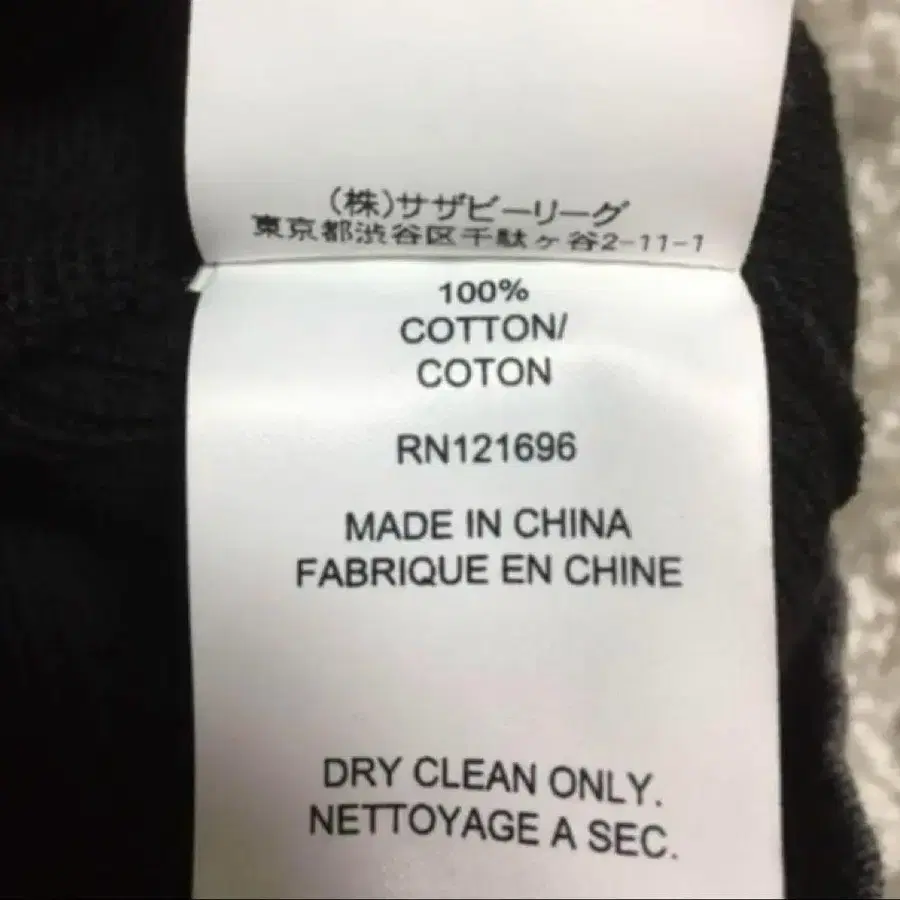 (株)サザビーリーグ
東京都渋谷区千駄ヶ谷2-11-1
100%
COTTON/
COTON
RN121696
MADE IN CHINA
FABRIQUE EN CHINE
DRY CLEAN ONLY.
NETTOYAGE A SEC.